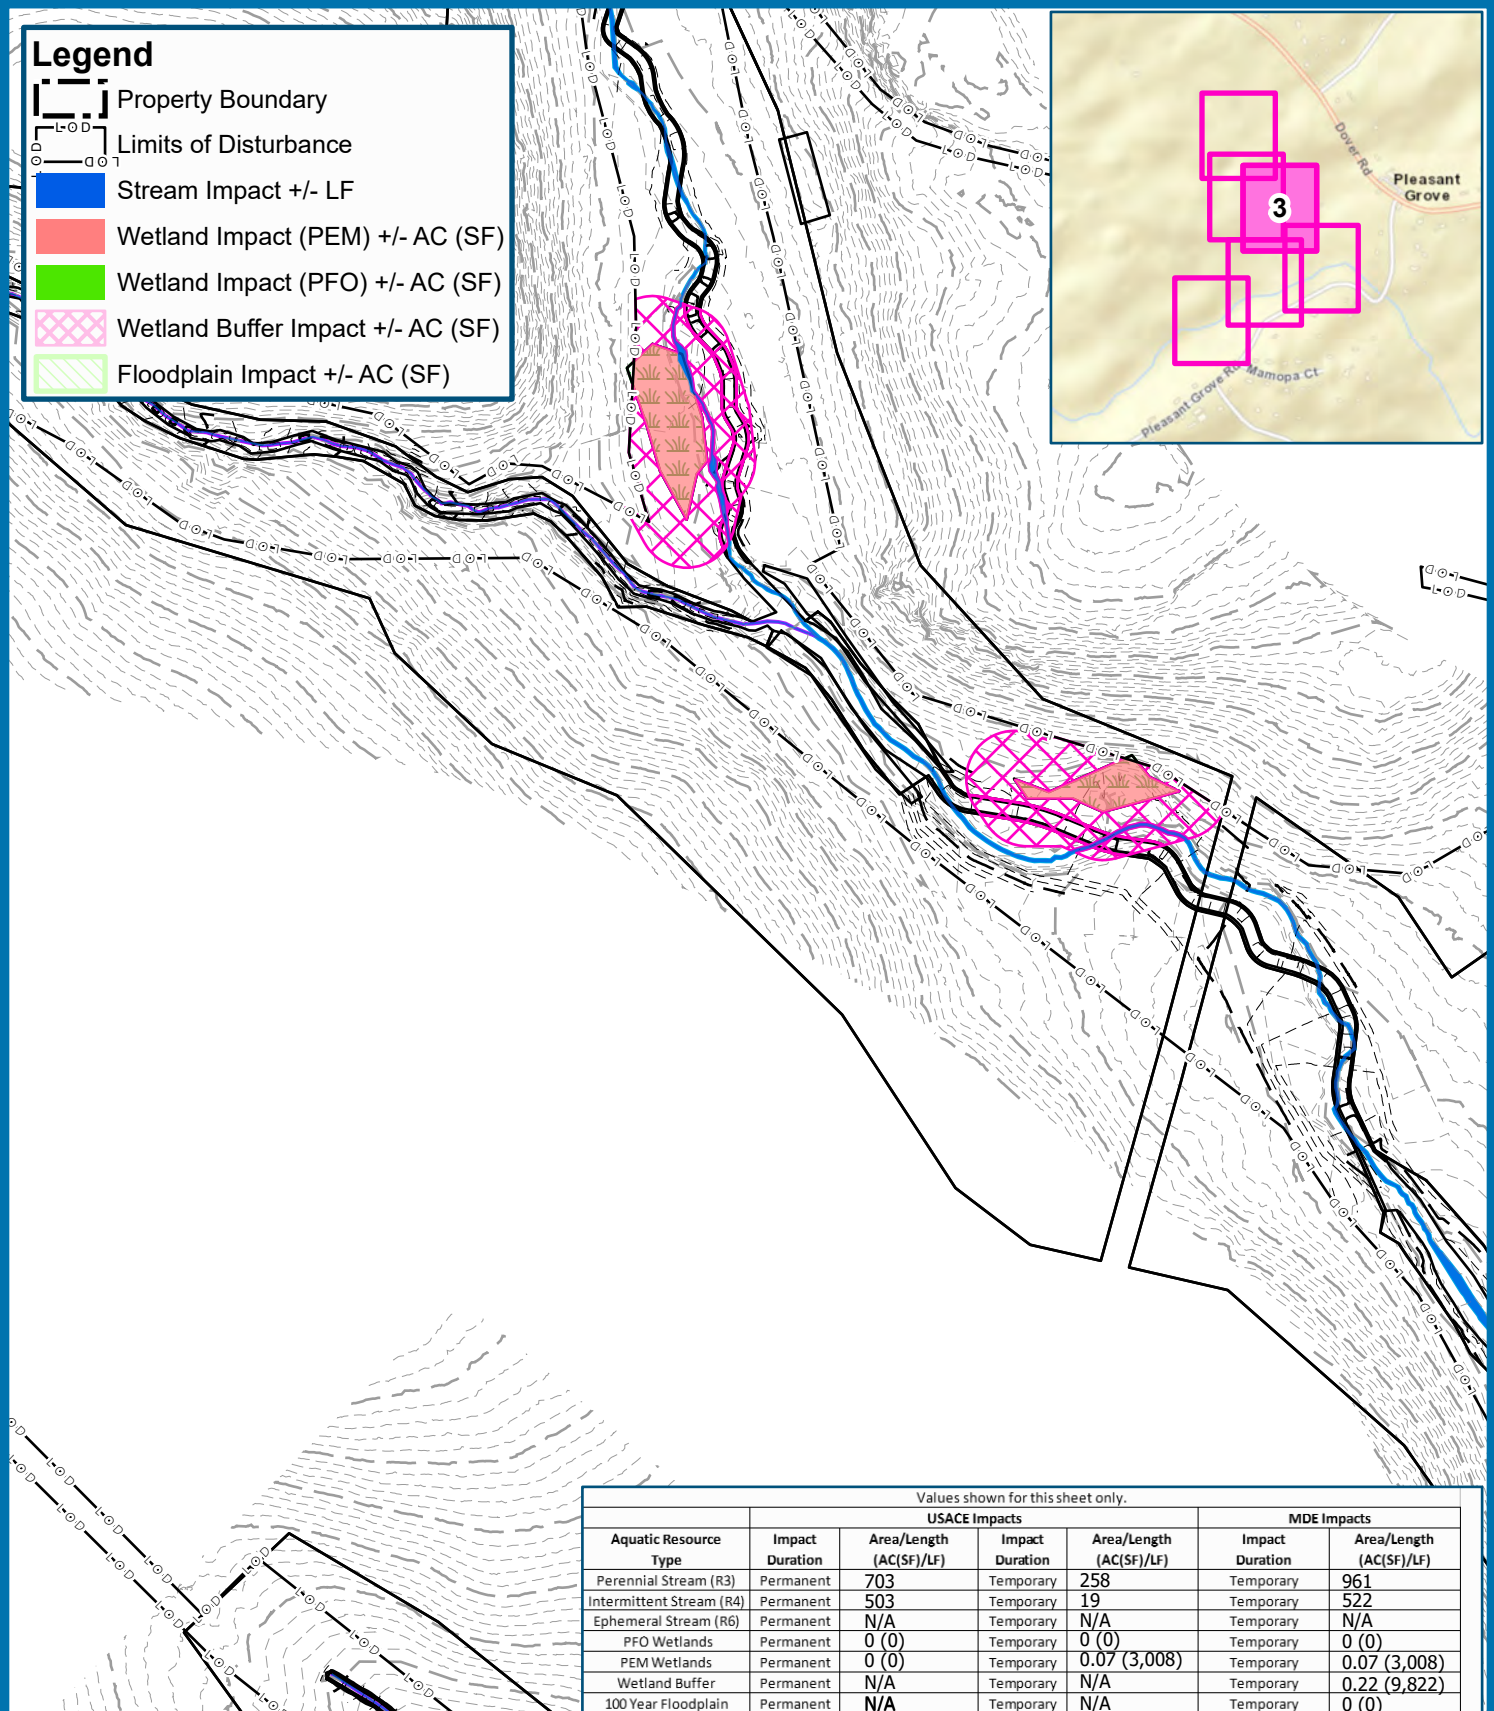 Legend
Property Boundary
Limits of Disturbance
Stream Impact +/- LF
Wetland Impact (PEM) +/- AC (SF)
Wetland Impact (PFO) +/- AC (SF)
Wetland Buffer Impact +/- AC (SF)
Floodplain Impact +/- AC (SF)
Dover Rd
Pleasant
Grove
3
Mamopa Ct
Pleasant Grove Rd
Values shown for this sheet only.
USACE Impacts MDE Impacts
Aquatic Resource Impact Area/Length Impact Area/Length Impact Area/Length
Type Duration (AC(SF)/LF) Duration (AC(SF)/LF) Duration (AC(SF)/LF)
Perennial Stream (R3) Permanent 703 Temporary 258 Temporary 961
Intermittent Stream (R4) Permanent 503 Temporary 19 Temporary 522
Ephemeral Stream (R6) Permanent N/A Temporary N/A Temporary N/A
PFO Wetlands Permanent 0 (0) Temporary 0 (0) Temporary 0 (0)
PEM Wetlands Permanent 0 (0) Temporary 0.07 (3,008) Temporary 0.07 (3,008)
Wetland Buffer Permanent N/A Temporary N/A Temporary 0.22 (9,822)
100 Year Floodplain Permanent N/A Temporary N/A Temporary 0 (0)